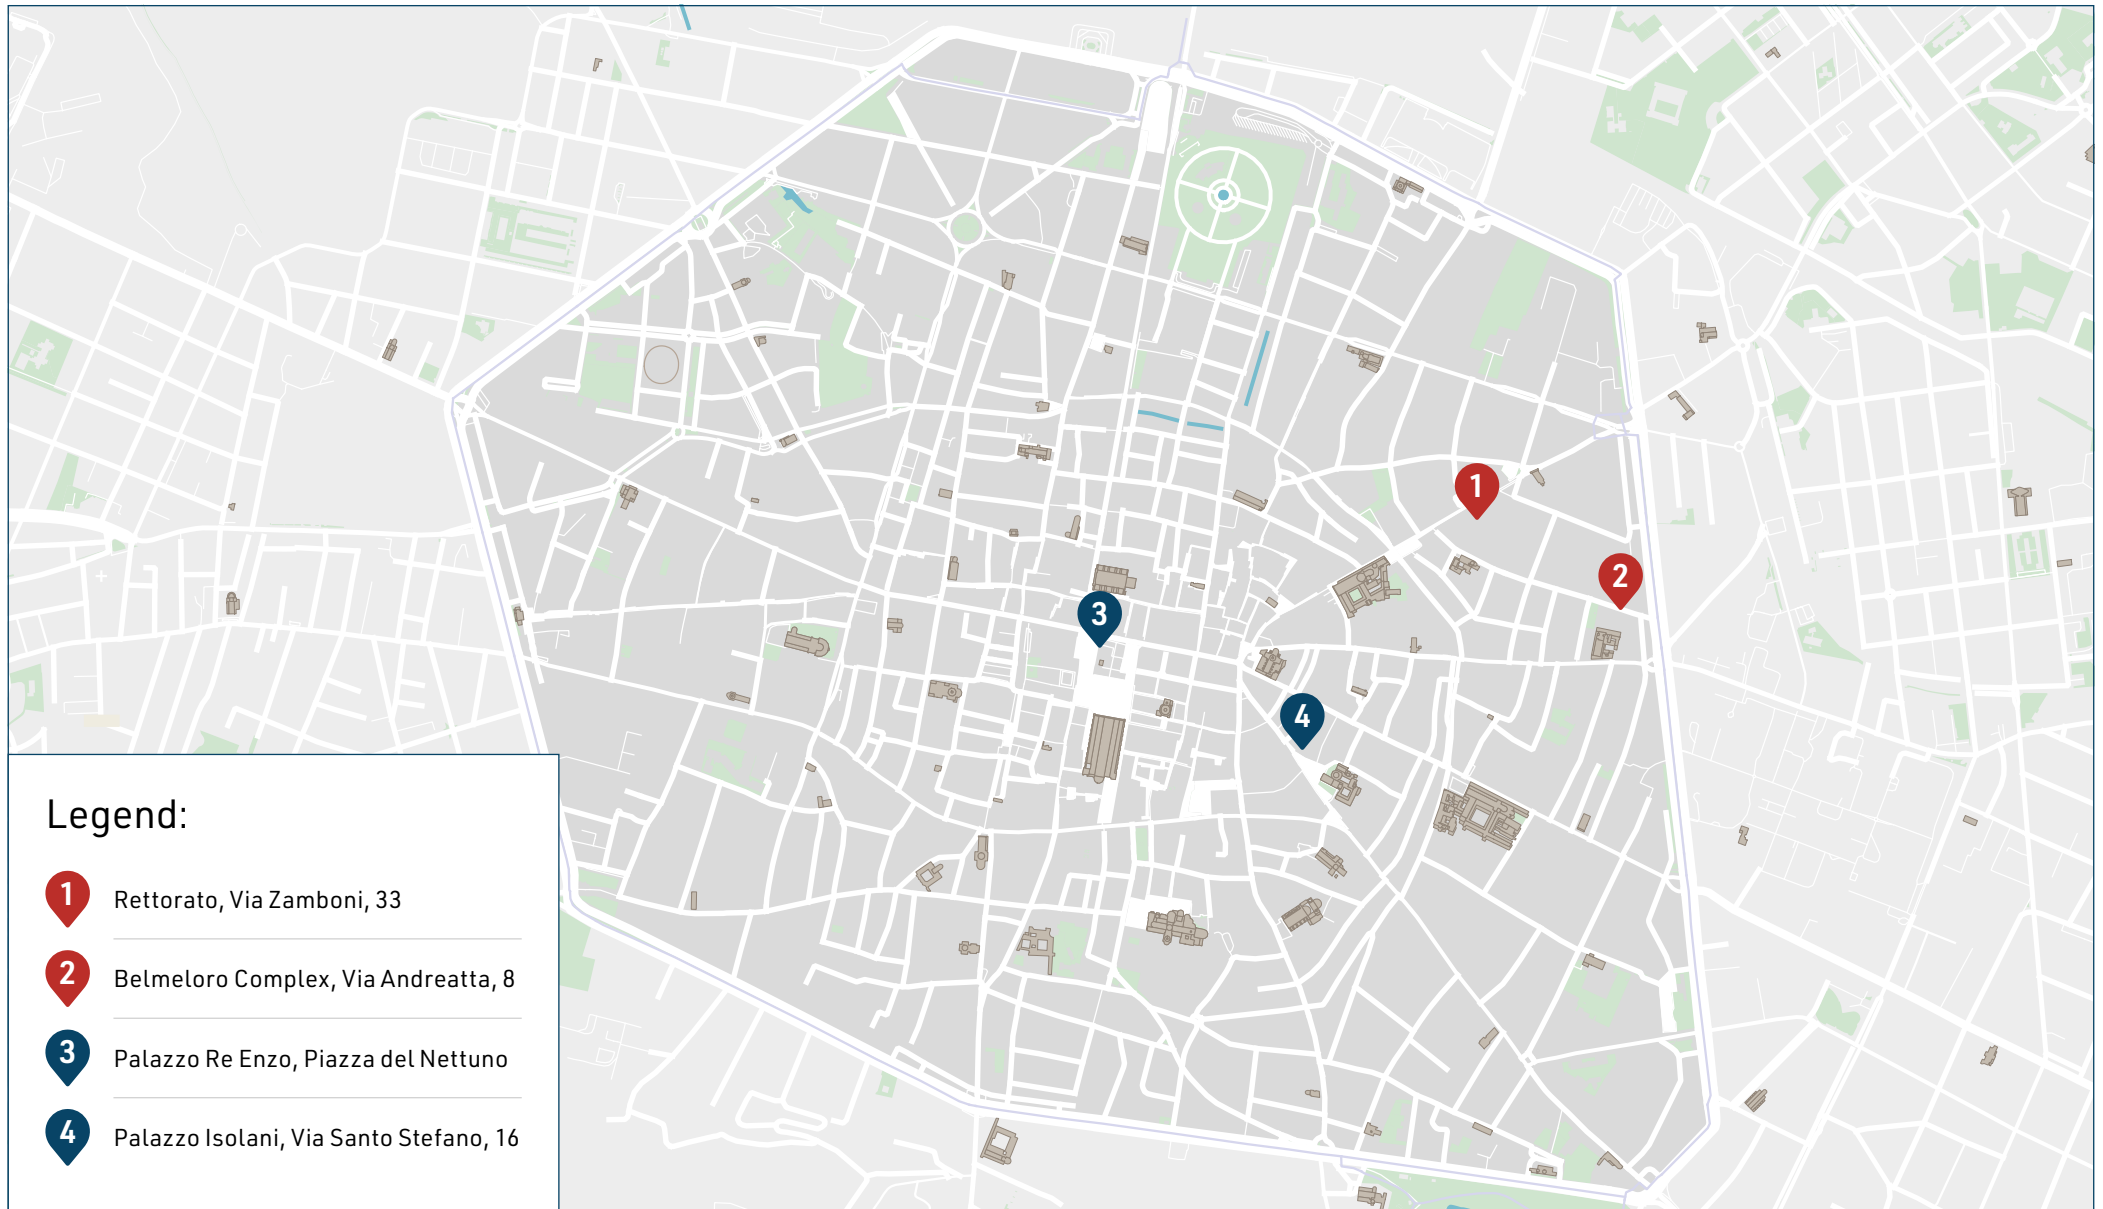 1
2
3
4
Legend:
1 Rettorato, Via Zamboni, 33
2 Belmeloro Complex, Via Andreatta, 8
3 Palazzo Re Enzo, Piazza del Nettuno
4 Palazzo Isolani, Via Santo Stefano, 16